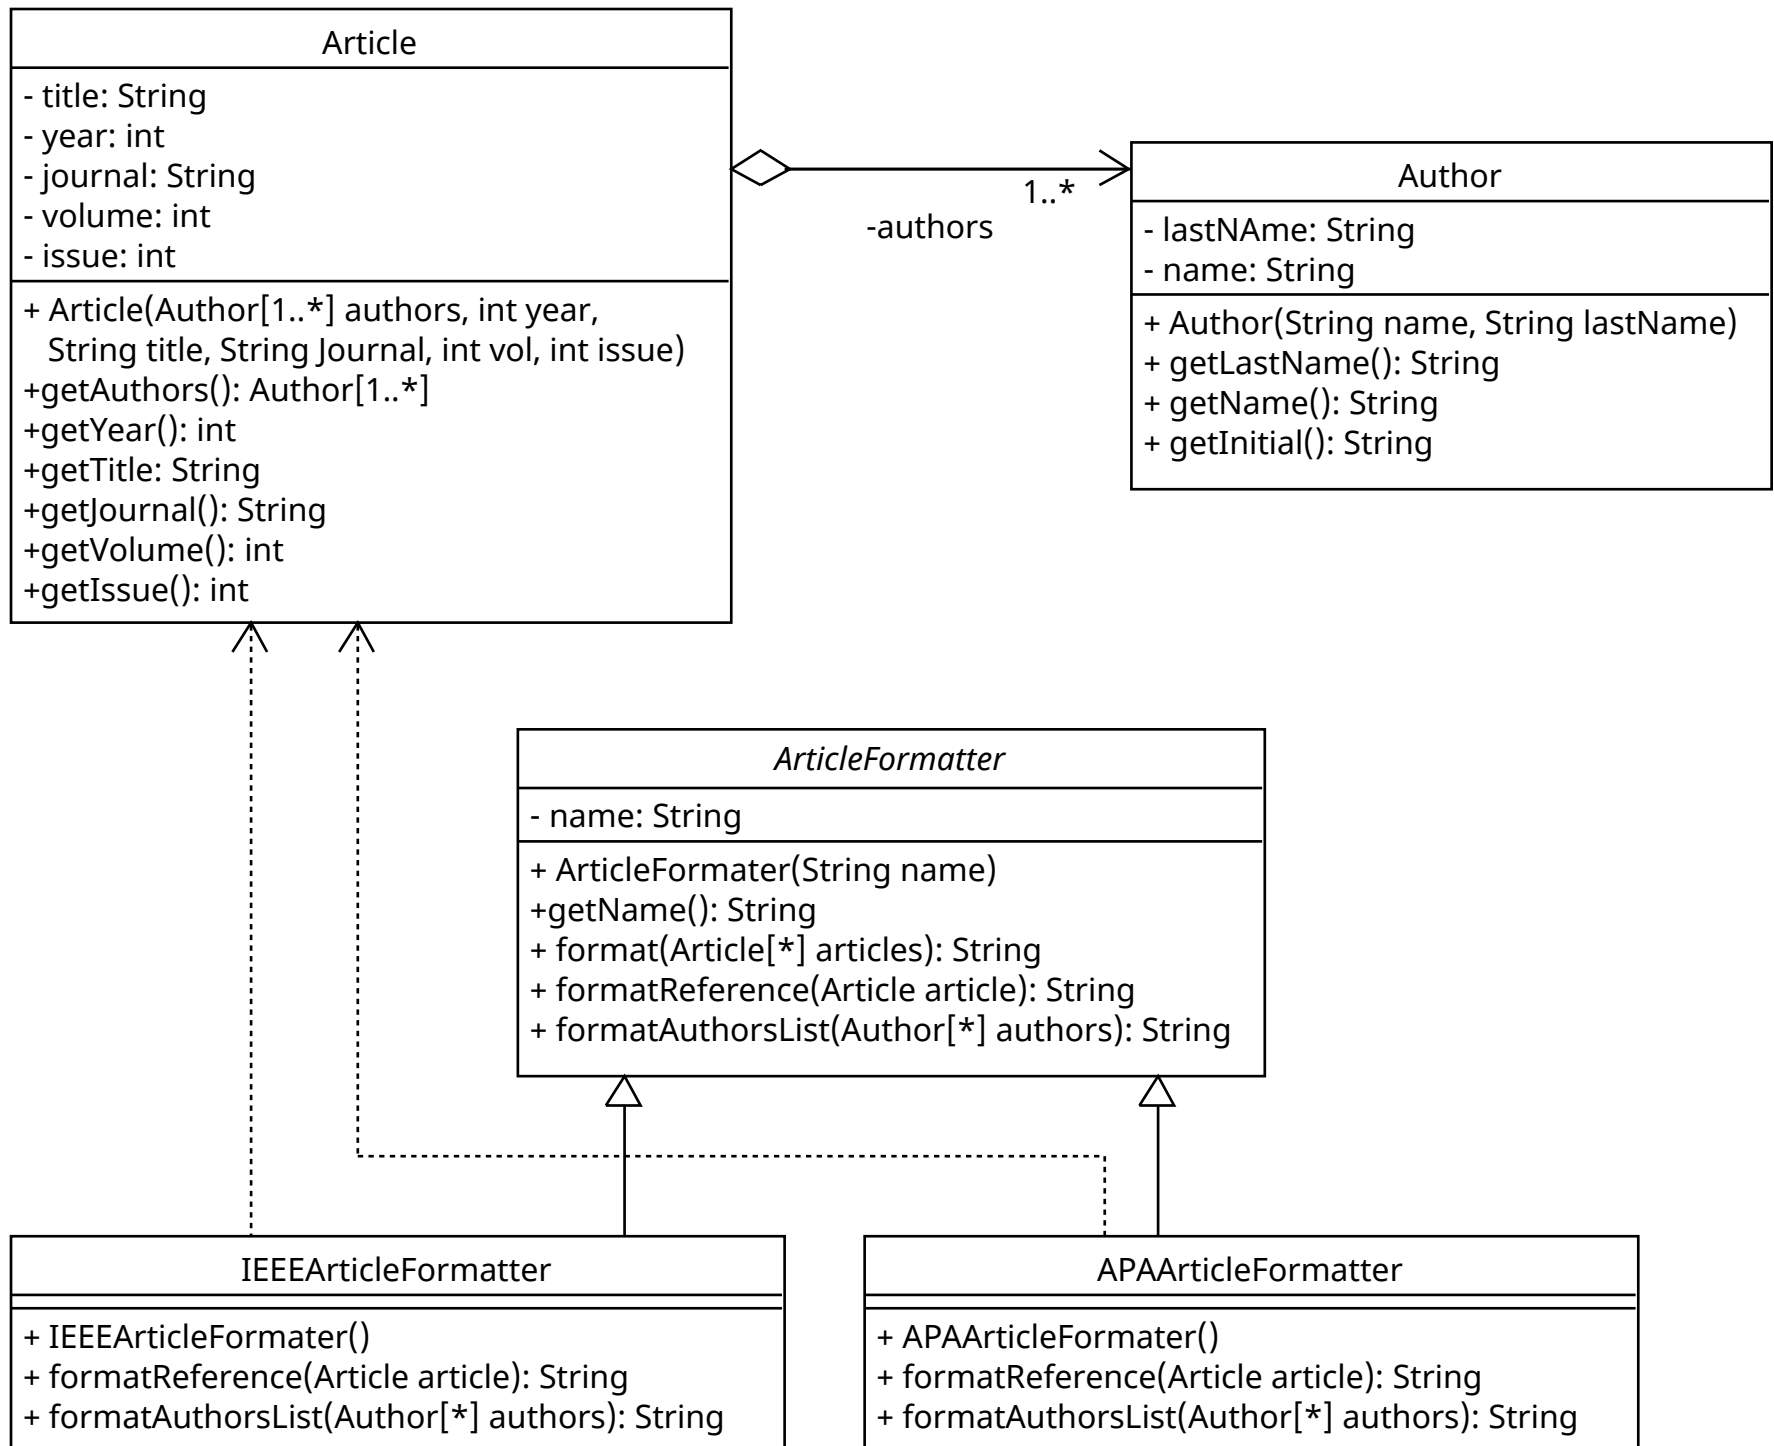 Article
- title: String
- year: int
- journal: String
- volume: int
- issue: int
+ Article(Author[1..*] authors, int year,
String title, String Journal, int vol, int issue)
+getAuthors(): Author[1..*]
+getYear(): int
+getTitle: String
+getJournal(): String
+getVolume(): int
+getIssue(): int
1..*
-authors
Author
- lastNAme: String
- name: String
+ Author(String name, String lastName)
+ getLastName(): String
+ getName(): String
+ getInitial(): String
ArticleFormatter
- name: String
+ ArticleFormater(String name)
+getName(): String
+ format(Article[*] articles): String
+ formatReference(Article article): String
+ formatAuthorsList(Author[*] authors): String
IEEEArticleFormatter
+ IEEEArticleFormater()
+ formatReference(Article article): String
+ formatAuthorsList(Author[*] authors): String
APAArticleFormatter
+ APAArticleFormater()
+ formatReference(Article article): String
+ formatAuthorsList(Author[*] authors): String